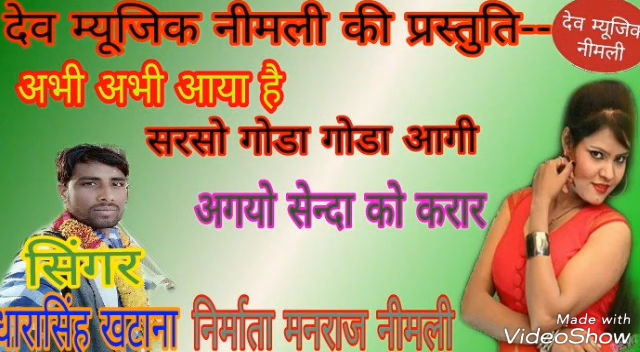 देव म्यूजिक नीमली की प्रस्तुति--
देव म्यूजिक
नीमली
अभी अभी आया है
सरसो गोडा गोडा आगी
अगयो सेन्दा को करार
सिंगर
धारासिंह खटाना निर्माता मनराज नीमली
Made with
VideoShow